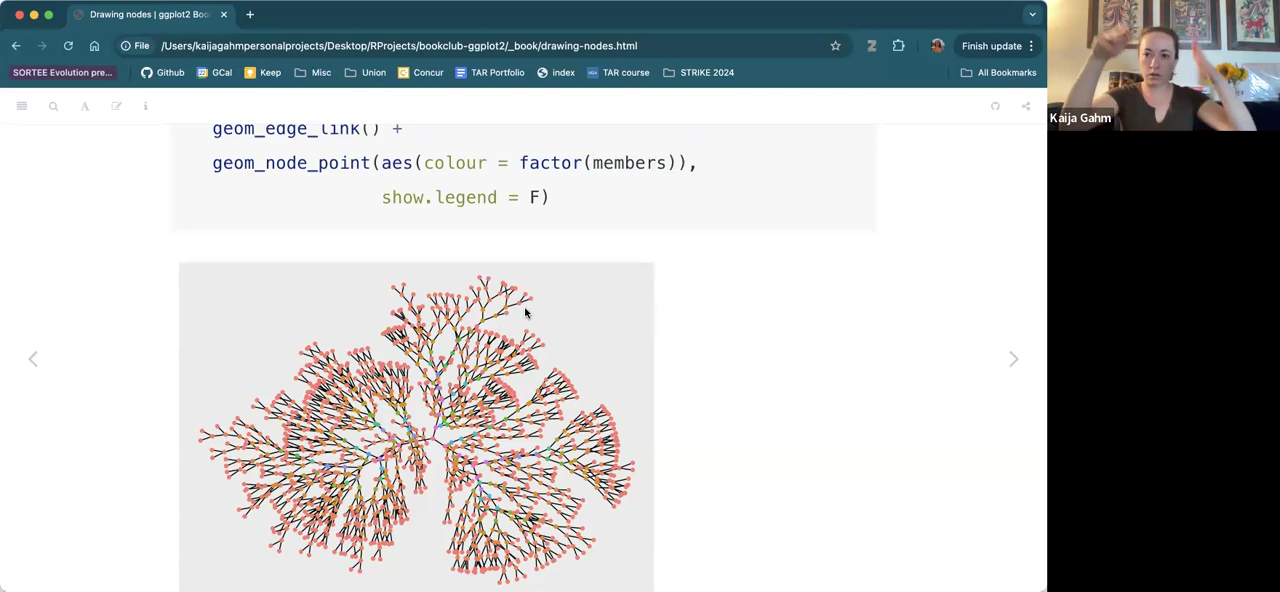 Drawing nodes | ggplot2 Boo
File
/Users/kaijagahmpersonalprojects/Desktop/RProjects/bookclub-ggplot2/_book/drawing-nodes.html
Finish update
SORTEE Evolution pre...
Github
GCal
Keep
Misc
Union
Concur
TAR Portfolio
index
TAR course
STRIKE 2024
All Bookmarks
geom_edge_link() +
geom_node_point(aes(colour = factor(members)),
show.legend = F)
Kaija Gahm